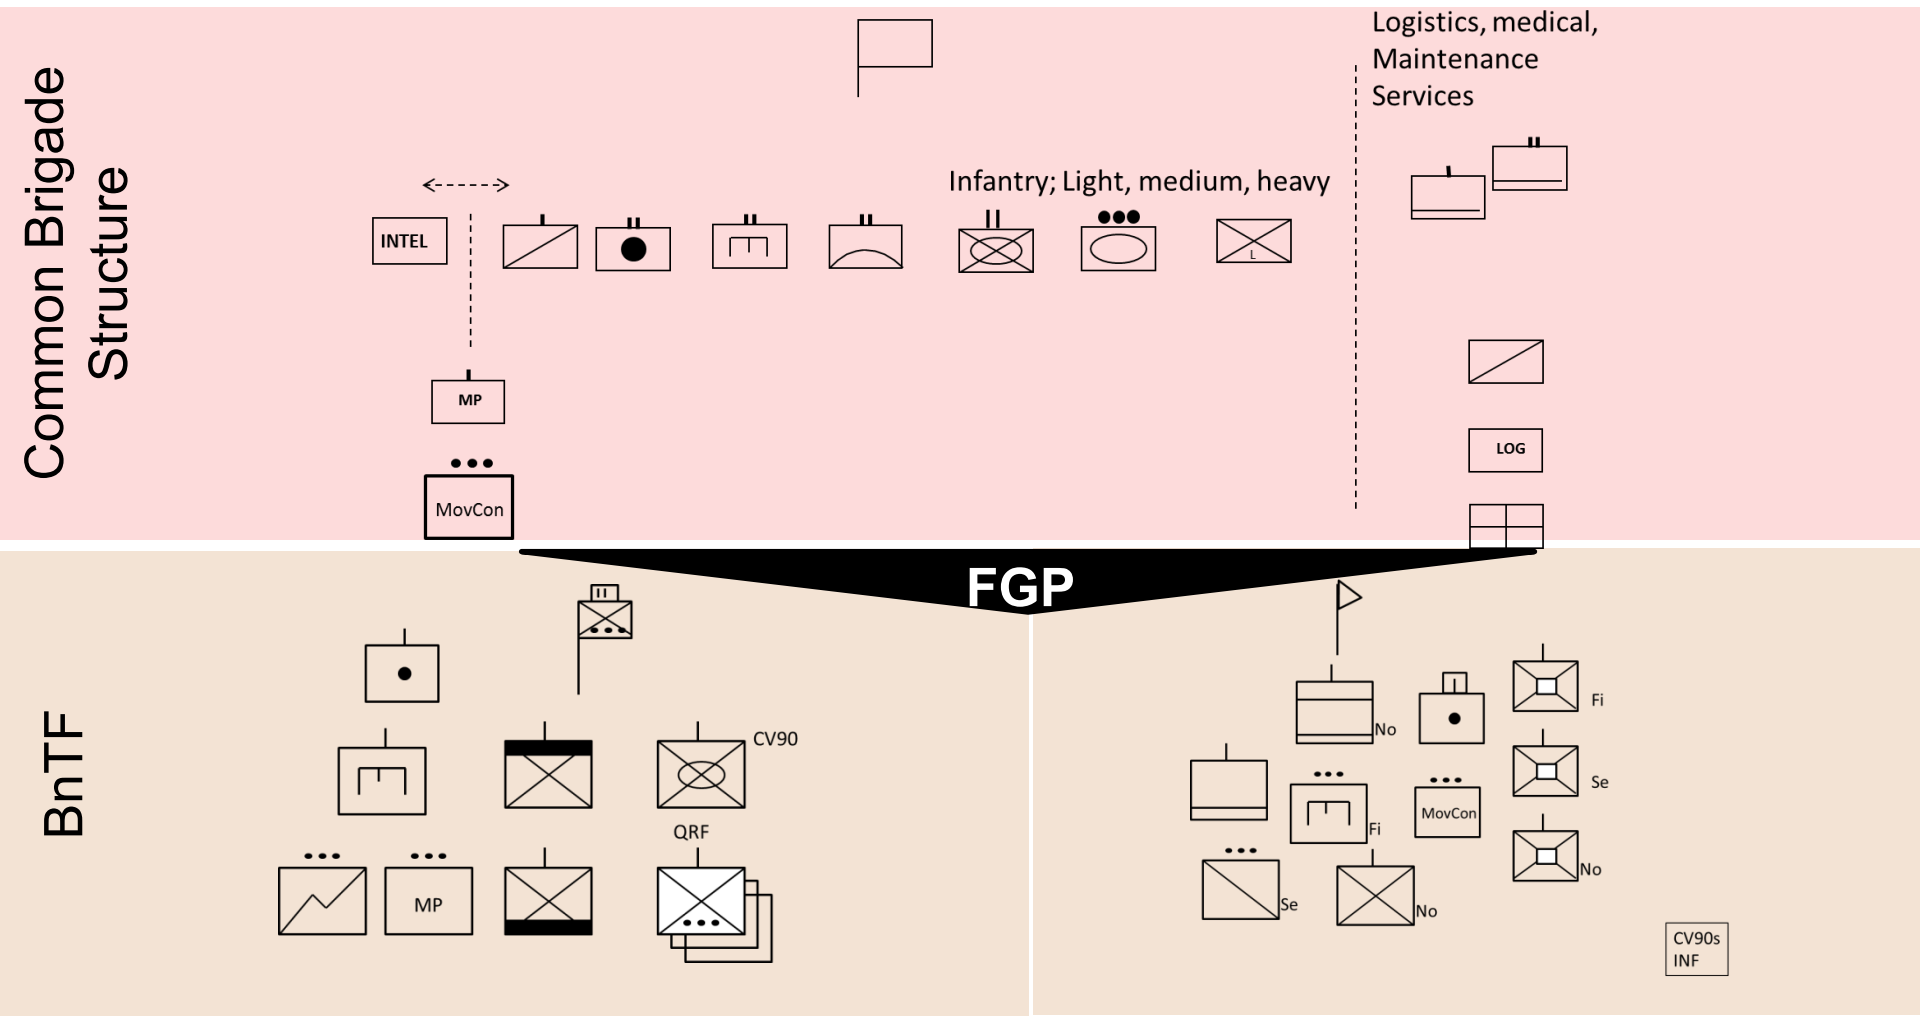 Common Brigade
Structure
Logistics, medical,
Maintenance
Services
Infantry; Light, medium, heavy
INTEL
L
MP
LOG
MovCon
FGP
BnTF
CV90
QRF
MP
No
Fi
Se
No
MovCon
Fi
Se
No
CV90s
INF